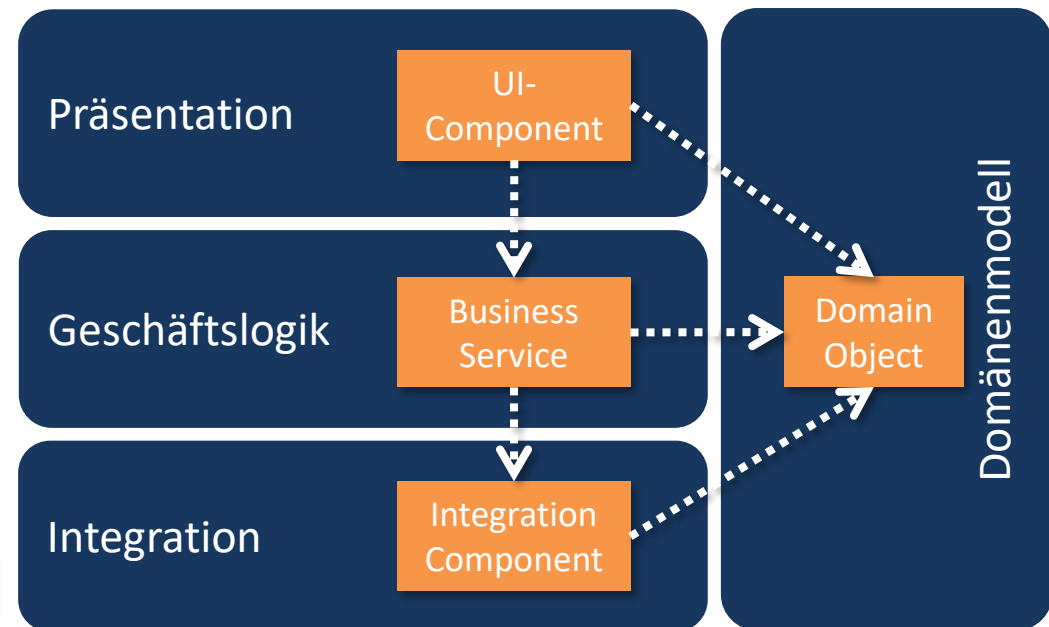 Präsentation
UI-
Component
Geschäftslogik
Business
Service
Integration
Integration
Component
Domain
Object
Domänenmodell